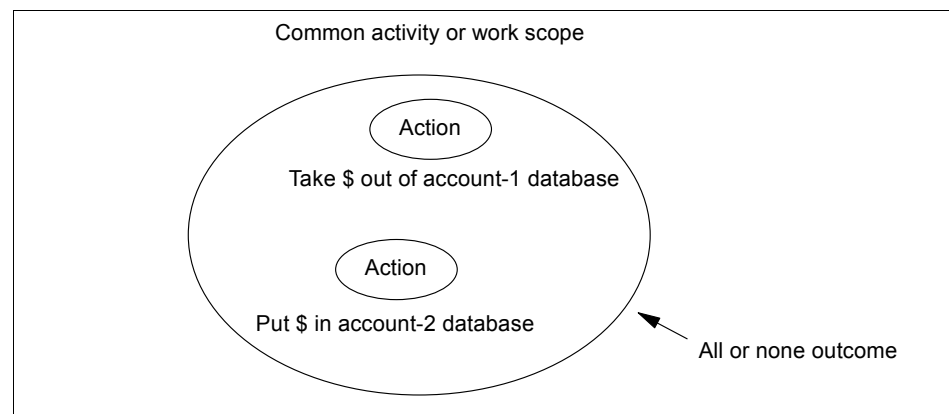 Common activity or work scope
Action
Take $ out of account-1 database
Action
Put $ in account-2 database
All or none outcome